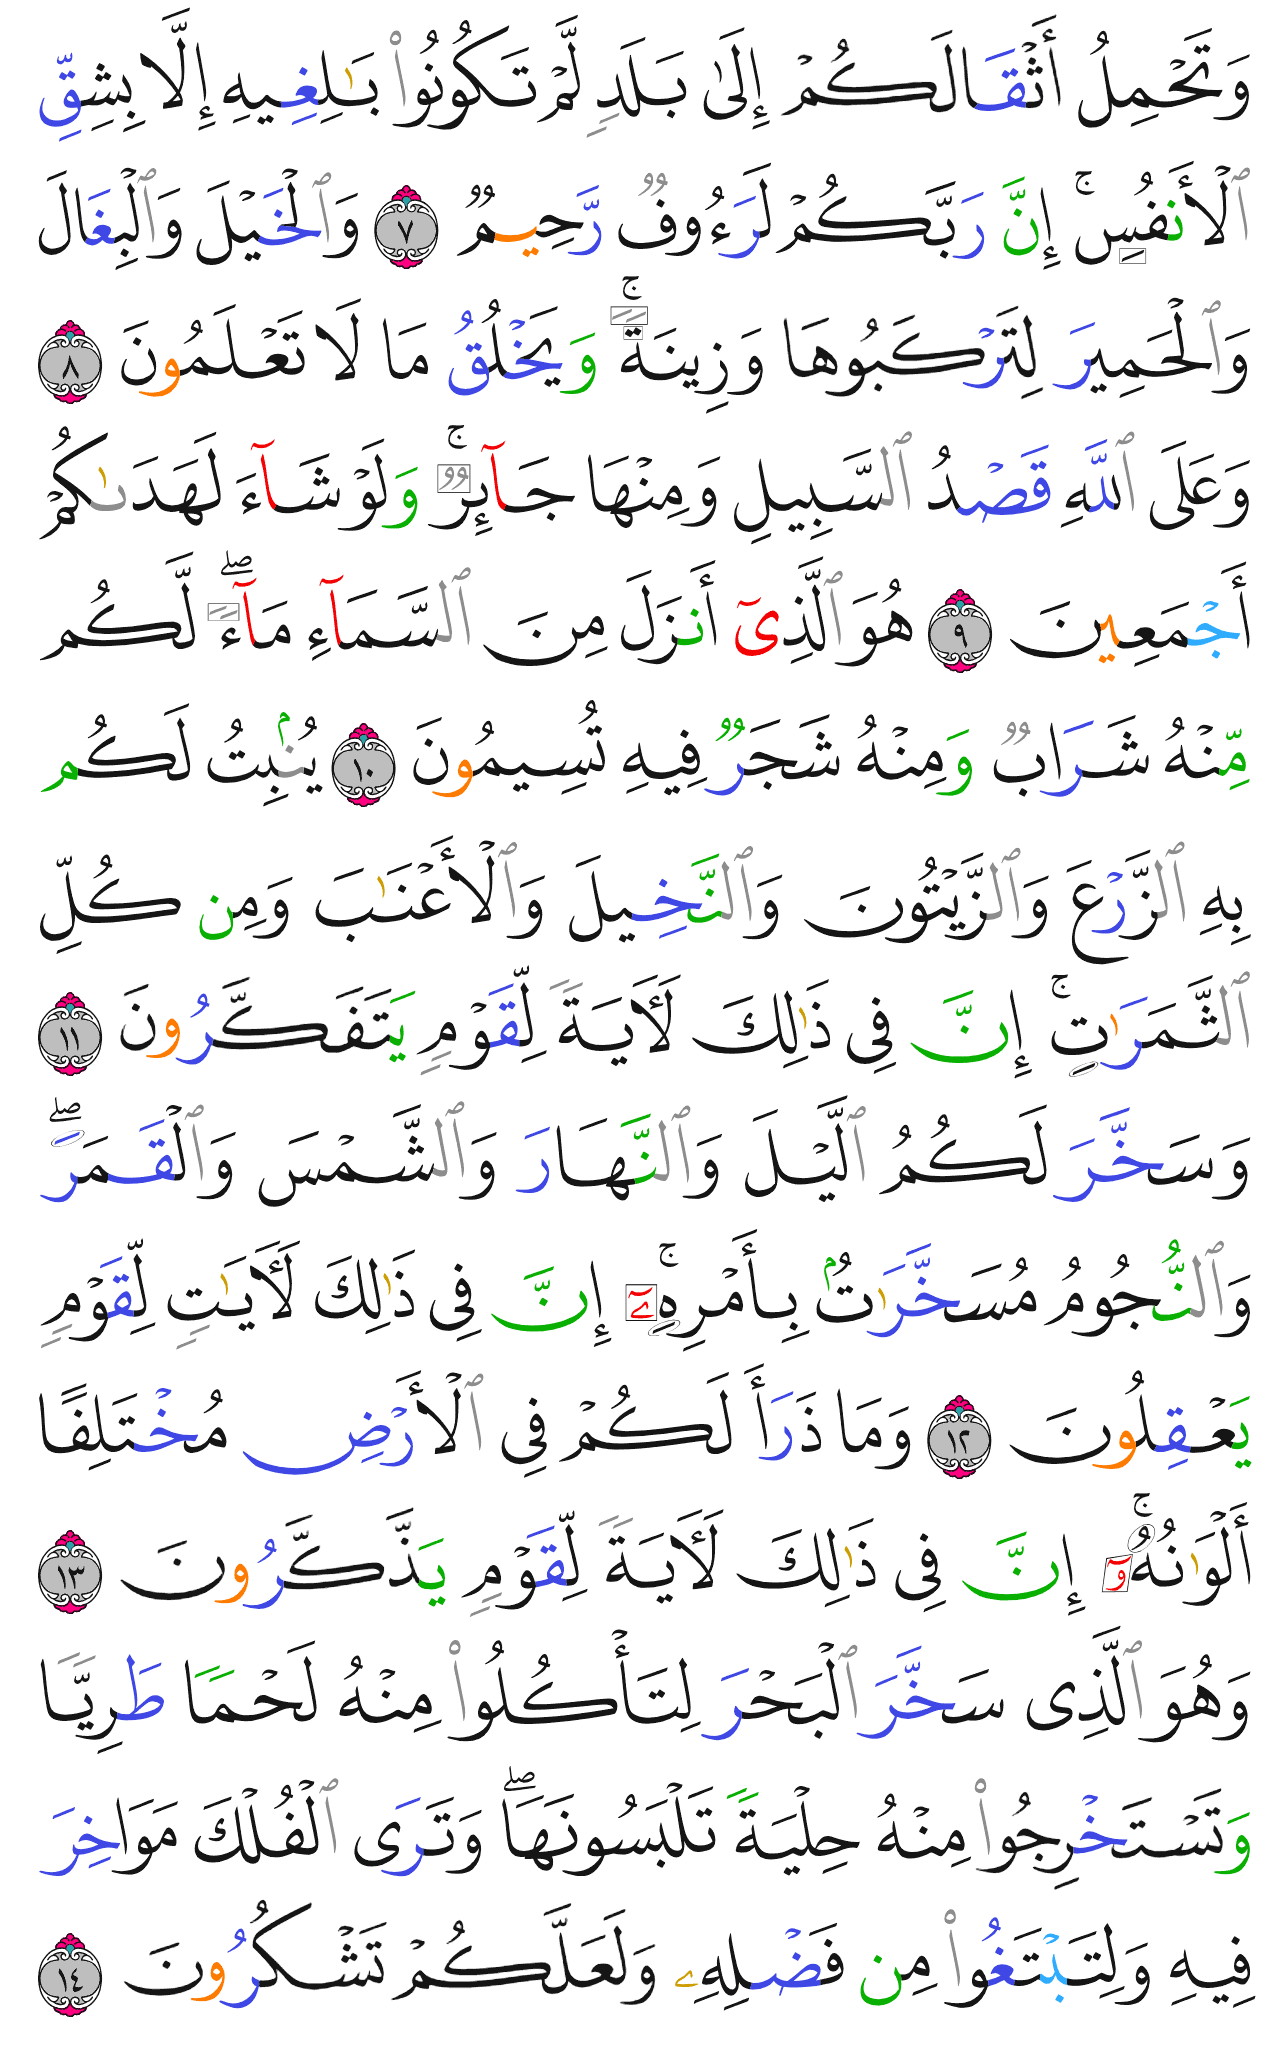 وَتَحْمِلُ أَثْقَالَكُمْ إِلَىٰ بَلَدٍ لَّمْ تَكُونُوا۟ بَـٰلِغِيهِ إِلَّا بِشِقِّ
ٱلْأَنفُسِ ۚ إِنَّ رَبَّكُمْ لَرَءُوفٌ رَّحِيمٌ ٧ وَٱلْخَيْلَ وَٱلْبِغَالَ
وَٱلْحَمِيرَ لِتَرْكَبُوهَا وَزِينَةً ۚ وَيَخْلُقُ مَا لَا تَعْلَمُونَ ٨
وَعَلَى ٱللَّهِ قَصْدُ ٱلسَّبِيلِ وَمِنْهَا جَآئِرٌ ۚ وَلَوْ شَآءَ لَهَدَىٰكُمْ
أَجْمَعِينَ ٩ هُوَ ٱلَّذِىٓ أَنزَلَ مِنَ ٱلسَّمَآءِ مَآءً ۖ لَّكُم
مِّنْهُ شَرَابٌ وَمِنْهُ شَجَرٌ فِيهِ تُسِيمُونَ ١٠ يُنۢبِتُ لَكُم
بِهِ ٱلزَّرْعَ وَٱلزَّيْتُونَ وَٱلنَّخِيلَ وَٱلْأَعْنَـٰبَ وَمِن كُلِّ
ٱلثَّمَرَٰتِ ۚ إِنَّ فِى ذَٰلِكَ لَـَٔايَةً لِّقَوْمٍ يَتَفَكَّرُونَ ١١
وَسَخَّرَ لَكُمُ ٱلَّيْلَ وَٱلنَّهَارَ وَٱلشَّمْسَ وَٱلْقَمَرَ ۖ
وَٱلنُّجُومُ مُسَخَّرَٰتٌۢ بِأَمْرِهِۦٓ ۚ إِنَّ فِى ذَٰلِكَ لَـَٔايَـٰتٍ لِّقَوْمٍ
يَعْقِلُونَ ١٢ وَمَا ذَرَأَ لَكُمْ فِى ٱلْأَرْضِ مُخْتَلِفًا
أَلْوَٰنُهُۥٓ ۚ إِنَّ فِى ذَٰلِكَ لَـَٔايَةً لِّقَوْمٍ يَذَّكَّرُونَ ١٣
وَهُوَ ٱلَّذِى سَخَّرَ ٱلْبَحْرَ لِتَأْكُلُوا۟ مِنْهُ لَحْمًا طَرِيًّا
وَتَسْتَخْرِجُوا۟ مِنْهُ حِلْيَةً تَلْبَسُونَهَا ۖ وَتَرَى ٱلْفُلْكَ مَوَاخِرَ
فِيهِ وَلِتَبْتَغُوا۟ مِن فَضْلِهِۦ وَلَعَلَّكُمْ تَشْكُرُونَ ١٤